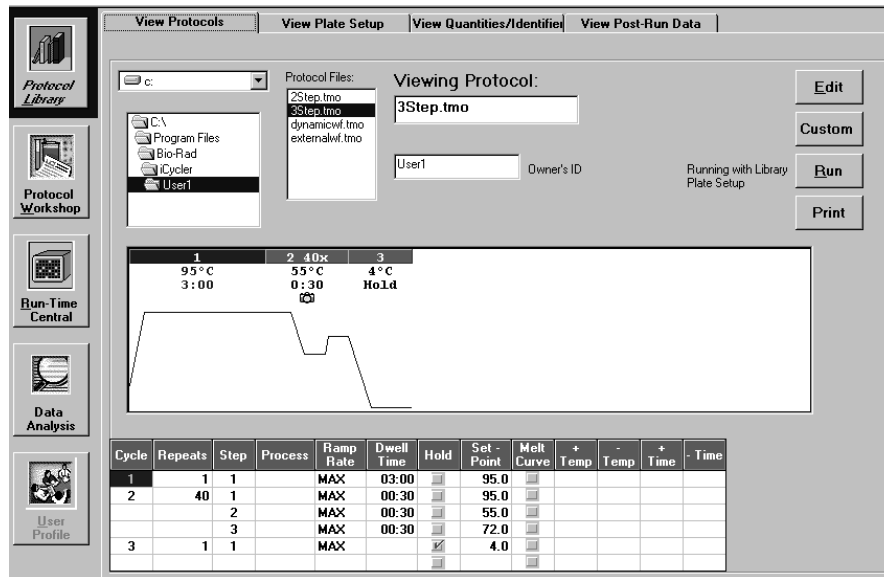 View Protocols View Plate Setup View Quantities/Identifier View Post-Run Data
Protocol
Library
Protocol
Workshop
Run-Time
Central
Data
Analysis
User
Profile
c:
C:\
Program Files
Bio-Rad
iCycler
User1
Protocol Files:
2Step.tmo
3Step.tmo
dynamicwf.tmo
externalwf.tmo
Viewing Protocol:
3Step.tmo
User1 Owner's ID
Running with Library
Plate Setup
Edit
Custom
Run
Print
1 2 40x 3
95°C 55°C 4°C
3:00 0:30 Hold
Cycle Repeats Step Process Ramp Rate Dwell Time Hold Set-Point Melt Curve + Temp - Temp + Time - Time
1 1 1 MAX 03:00 95.0
2 40 1 MAX 00:30 95.0
2 MAX 00:30 55.0
3 MAX 00:30 72.0
3 1 1 MAX 4.0